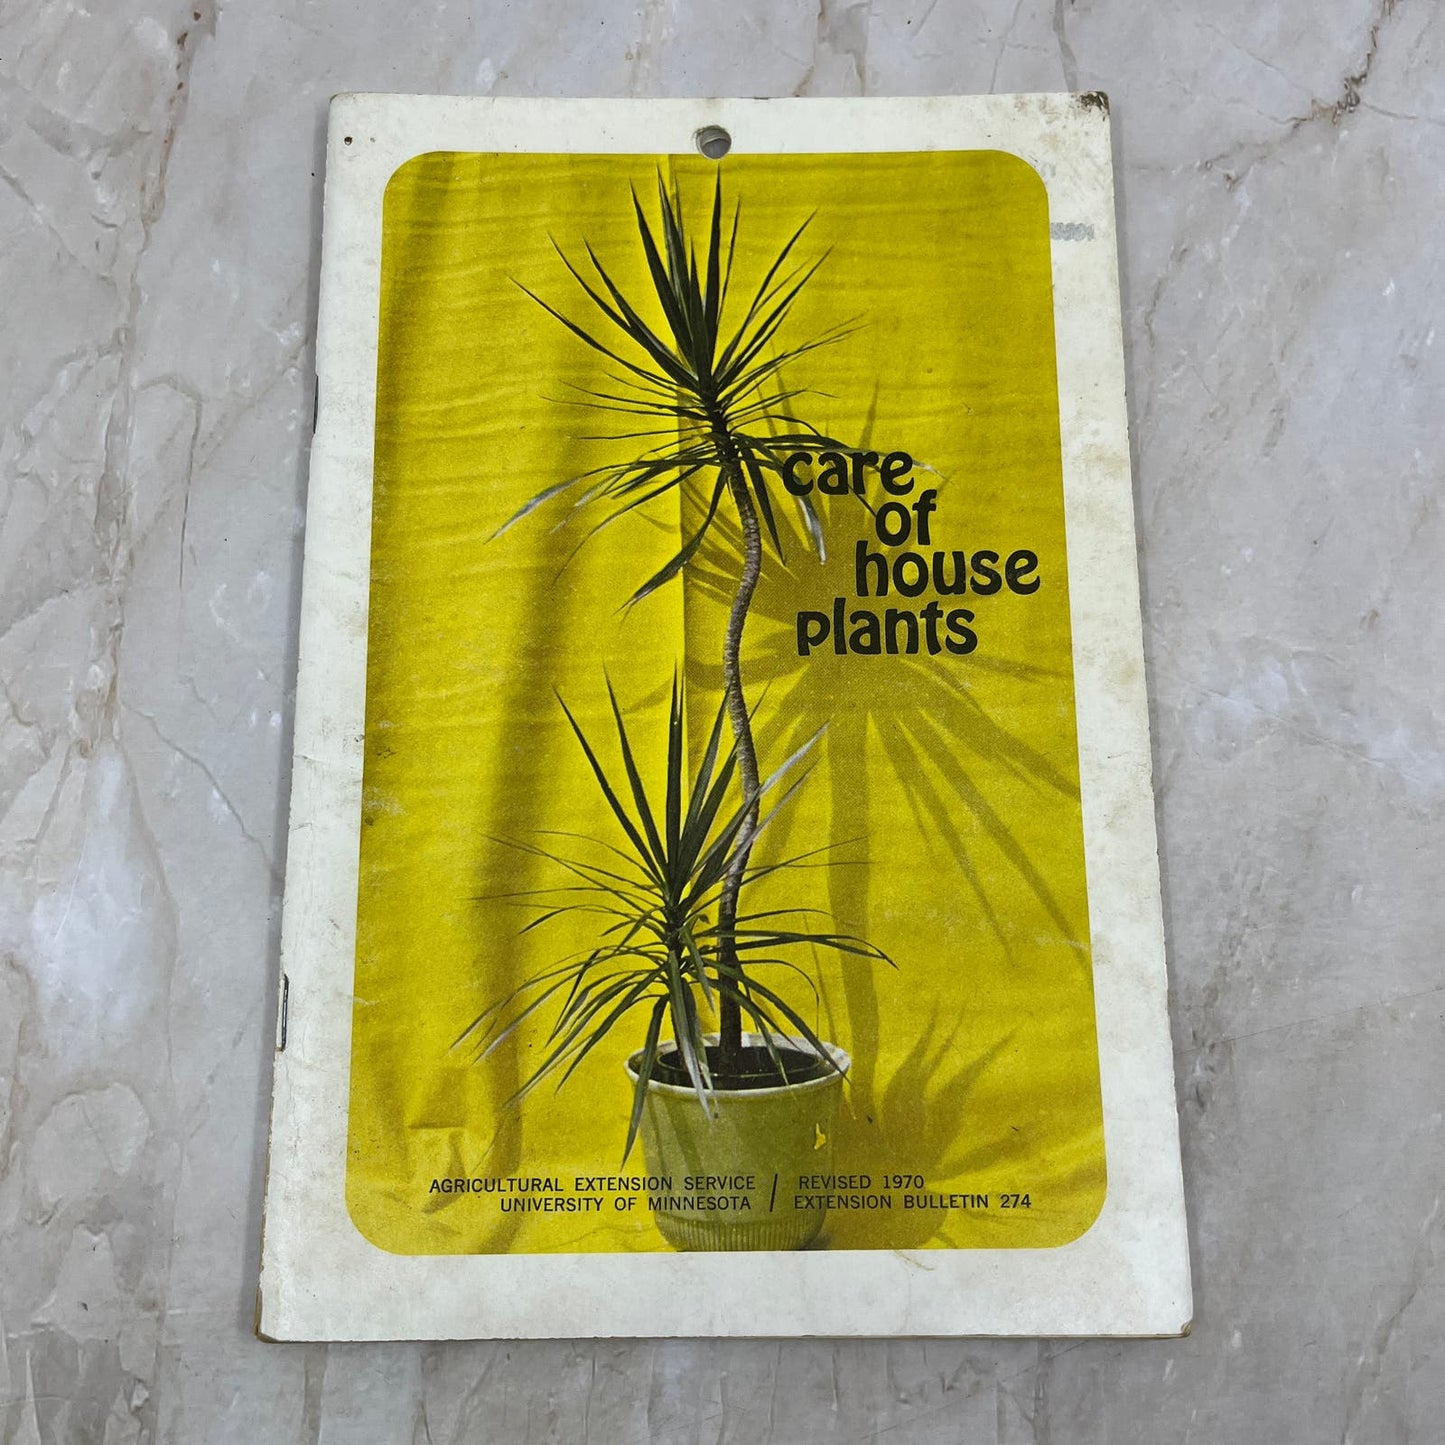 care
of
house
plants
AGRICULTURAL EXTENSION SERVICE / REVISED 1970
UNIVERSITY OF MINNESOTA / EXTENSION BULLETIN 274